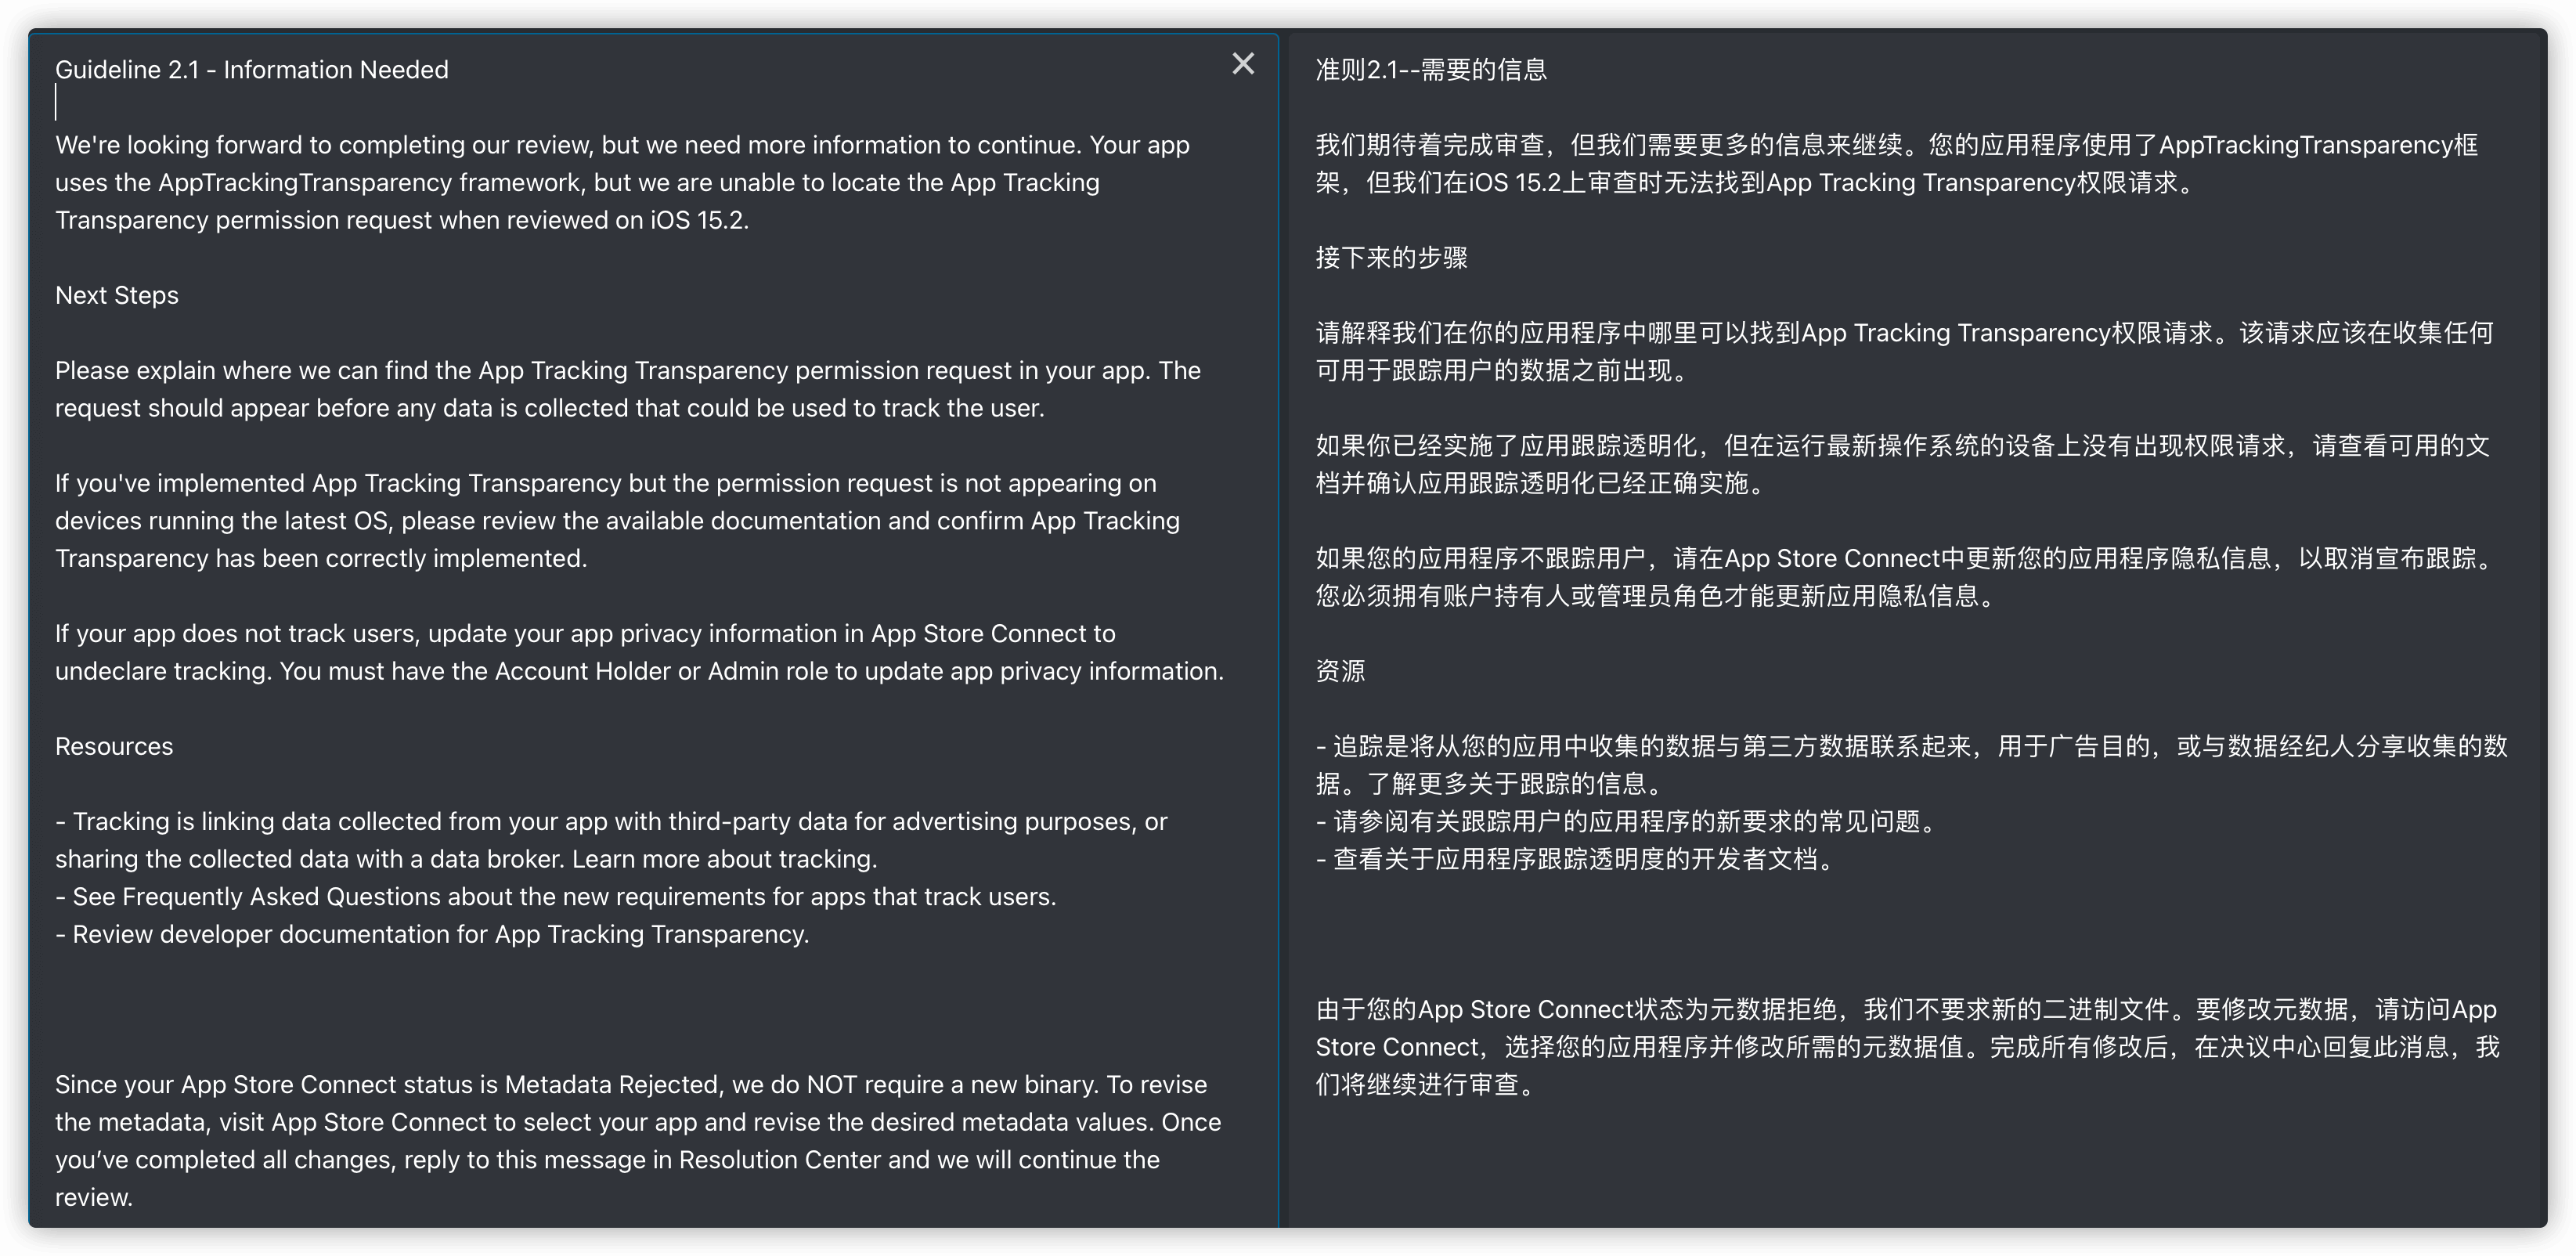 Guideline 2.1 - Information Needed
We're looking forward to completing our review, but we need more information to continue. Your app
uses the AppTrackingTransparency framework, but we are unable to locate the App Tracking
Transparency permission request when reviewed on iOS 15.2.
Next Steps
Please explain where we can find the App Tracking Transparency permission request in your app. The
request should appear before any data is collected that could be used to track the user.
If you've implemented App Tracking Transparency but the permission request is not appearing on
devices running the latest OS, please review the available documentation and confirm App Tracking
Transparency has been correctly implemented.
If your app does not track users, update your app privacy information in App Store Connect to
undeclare tracking. You must have the Account Holder or Admin role to update app privacy information.
Resources
- Tracking is linking data collected from your app with third-party data for advertising purposes, or
sharing the collected data with a data broker. Learn more about tracking.
- See Frequently Asked Questions about the new requirements for apps that track users.
- Review developer documentation for App Tracking Transparency.
Since your App Store Connect status is Metadata Rejected, we do NOT require a new binary. To revise
the metadata, visit App Store Connect to select your app and revise the desired metadata values. Once
you’ve completed all changes, reply to this message in Resolution Center and we will continue the
review.
准则2.1--需要的信息
我们期待着完成审查，但我们需要更多的信息来继续。您的应用程序使用了AppTrackingTransparency框
架，但我们在iOS 15.2上审查时无法找到App Tracking Transparency权限请求。
接下来的步骤
请解释我们在你的应用程序中哪里可以找到App Tracking Transparency权限请求。该请求应该在收集任何
可用于跟踪用户的数据之前出现。
如果你已经实施了应用跟踪透明化，但在运行最新操作系统的设备上没有出现权限请求，请查看可用的文
档并确认应用跟踪透明化已经正确实施。
如果您的应用程序不跟踪用户，请在App Store Connect中更新您的应用程序隐私信息，以取消宣布跟踪。
您必须拥有账户持有人或管理员角色才能更新应用隐私信息。
资源
- 追踪是将从您的应用中收集的数据与第三方数据联系起来，用于广告目的，或与数据经纪人分享收集的数
据。了解更多关于跟踪的信息。
- 请参阅有关跟踪用户的应用程序的新要求的常见问题。
- 查看关于应用程序跟踪透明度的开发者文档。
由于您的App Store Connect状态为元数据拒绝，我们不要求新的二进制文件。要修改元数据，请访问App
Store Connect，选择您的应用程序并修改所需的元数据值。完成所有修改后，在决议中心回复此消息，我
们将继续进行审查。